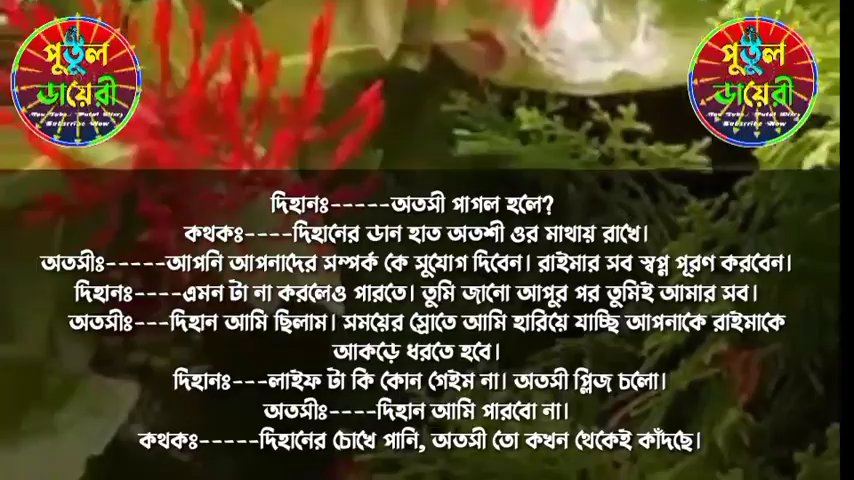 পুতুল
ডায়েরী
পুতুল
ডায়েরী
Subscribe Now
দিহানঃ-----অতসী পাগল হলে?
কথকঃ----দিহানের ডান হাত অতশী ওর মাথায় রাখে।
অতসীঃ-----আপনি আপনাদের সম্পর্ক কে সুযোগ দিবেন। রাইমার সব স্বপ্ন পূরণ করবেন।
দিহানঃ----এমন টা না করলেও পারতে। তুমি জানো আপুর পর তুমিই আমার সব।
অতসীঃ---দিহান আমি ছিলাম। সময়ের স্রোতে আমি হারিয়ে যাচ্ছি আপনাকে রাইমাকে
আকড়ে ধরতে হবে।
দিহানঃ---লাইফ টা কি কোন গেইম না। অতসী প্লিজ চলো।
অতসীঃ----দিহান আমি পারবো না।
কথকঃ-----দিহানের চোখে পানি, অতসী তো কখন থেকেই কাঁদছে।